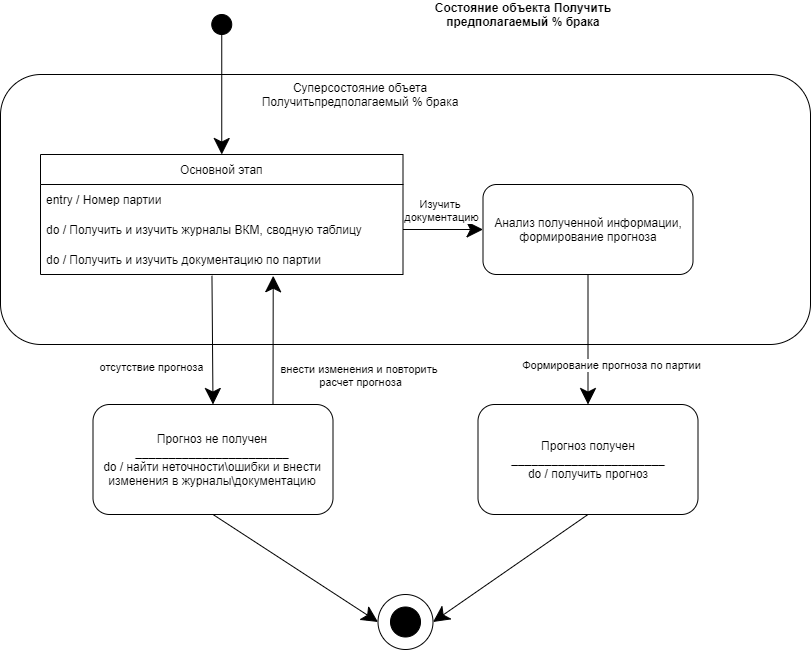 Состояние объекта Получить
предполагаемый % брака
Суперсостояние объета
Получитьпредполагаемый % брака
Основной этап
entry / Номер партии
do / Получить и изучить журналы ВКМ, сводную таблицу
do / Получить и изучить документацию по партии
Изучить
документацию
Анализ полученной информации,
формирование прогноза
отсутствие прогноза
внести изменения и повторить
расчет прогноза
Формирование прогноза по партии
Прогноз не получен
_______________________
do / найти неточности\ошибки и внести
изменения в журналы\документацию
Прогноз получен
_______________________
do / получить прогноз